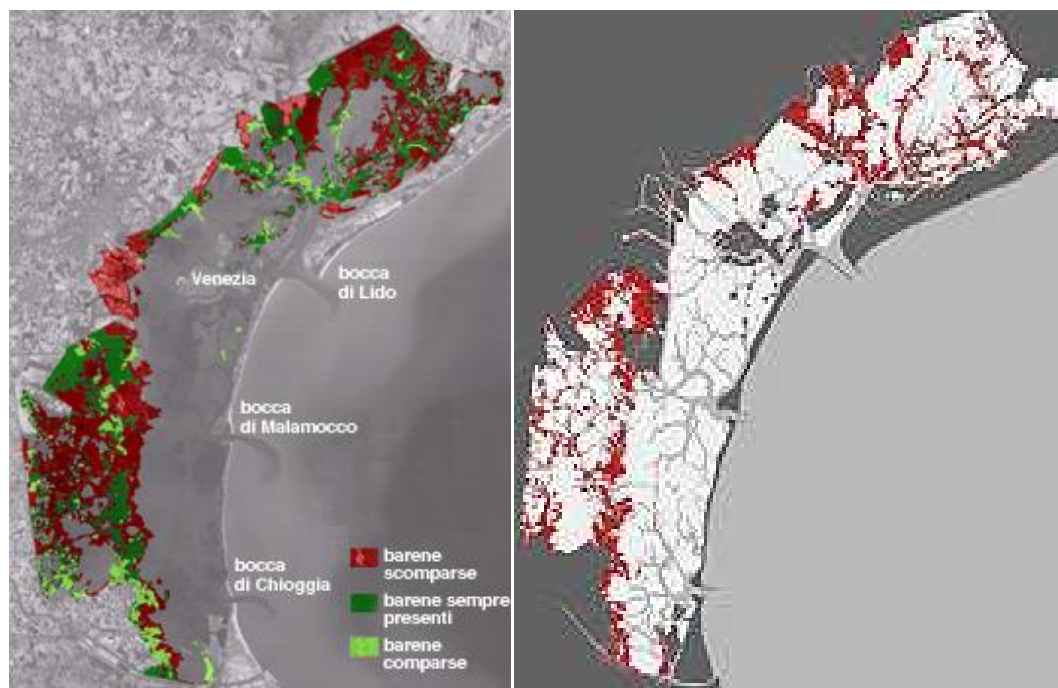 Venezia
bocca
di Lido
bocca
di Malamocco
bocca
di Chioggia
barene
scomparse
barene sempre
presenti
barene
comparse